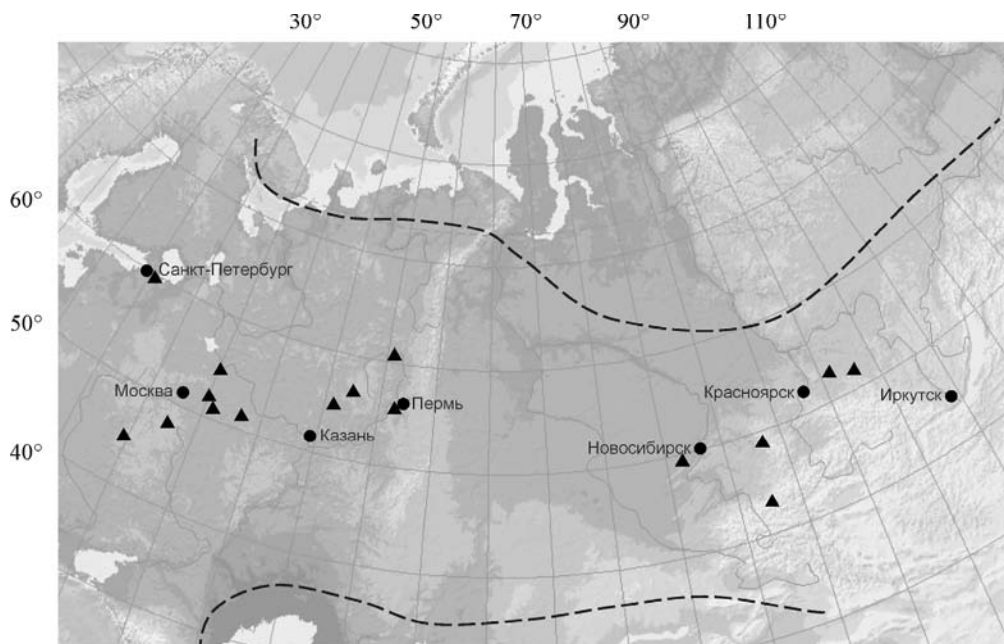 30° 50° 70° 90° 110°
60°
Санкт-Петербург
50°
Москва
Пермь
Красноярск
Иркутск
Казань
Новосибирск
40°